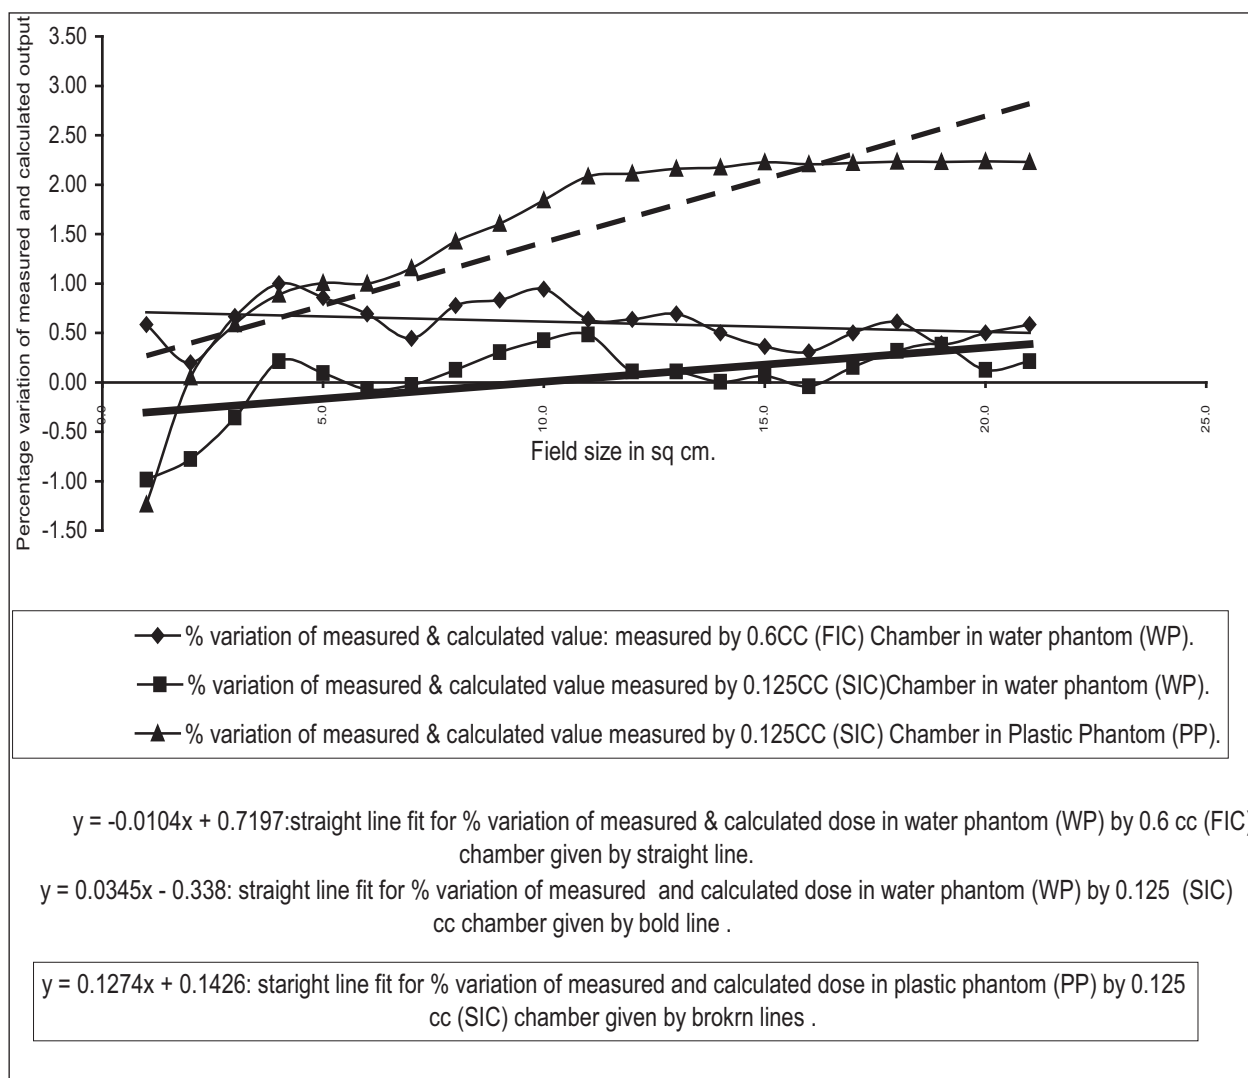 Percentage variation of measured and calculated output
3.50
3.00
2.50
2.00
1.50
1.00
0.50
0.00
-0.50
-1.00
-1.50
0.0
5.0
10.0
15.0
20.0
25.0
Field size in sq cm.
% variation of measured & calculated value: measured by 0.6CC (FIC) Chamber in water phantom (WP).
% variation of measured & calculated value measured by 0.125CC (SIC)Chamber in water phantom (WP).
% variation of measured & calculated value measured by 0.125CC (SIC) Chamber in Plastic Phantom (PP).
y = -0.0104x + 0.7197:straight line fit for % variation of measured & calculated dose in water phantom (WP) by 0.6 cc (FIC)
chamber given by straight line.
y = 0.0345x - 0.338: straight line fit for % variation of measured and calculated dose in water phantom (WP) by 0.125 (SIC)
cc chamber given by bold line .
y = 0.1274x + 0.1426: staright line fit for % variation of measured and calculated dose in plastic phantom (PP) by 0.125
cc (SIC) chamber given by brokrn lines .